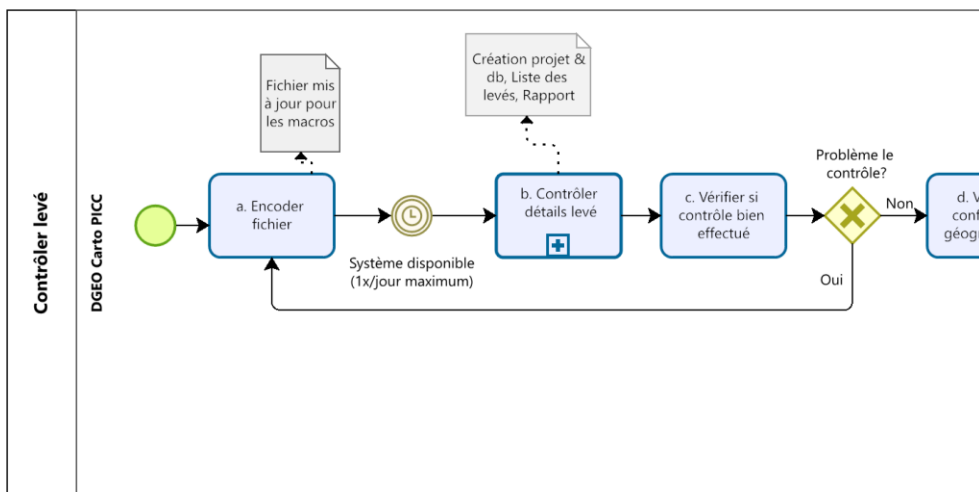 Contrôler levé
DGEO Carto PICC
Fichier mis
à jour pour
les macros
Création projet &
db, Liste des
levés, Rapport
a. Encoder
fichier
Système disponible
(1x/jour maximum)
b. Contrôler
détails levé
c. Vérifier si
contrôle bien
effectué
Problème le
contrôle?
Non
Oui
d. V
conf
géogr